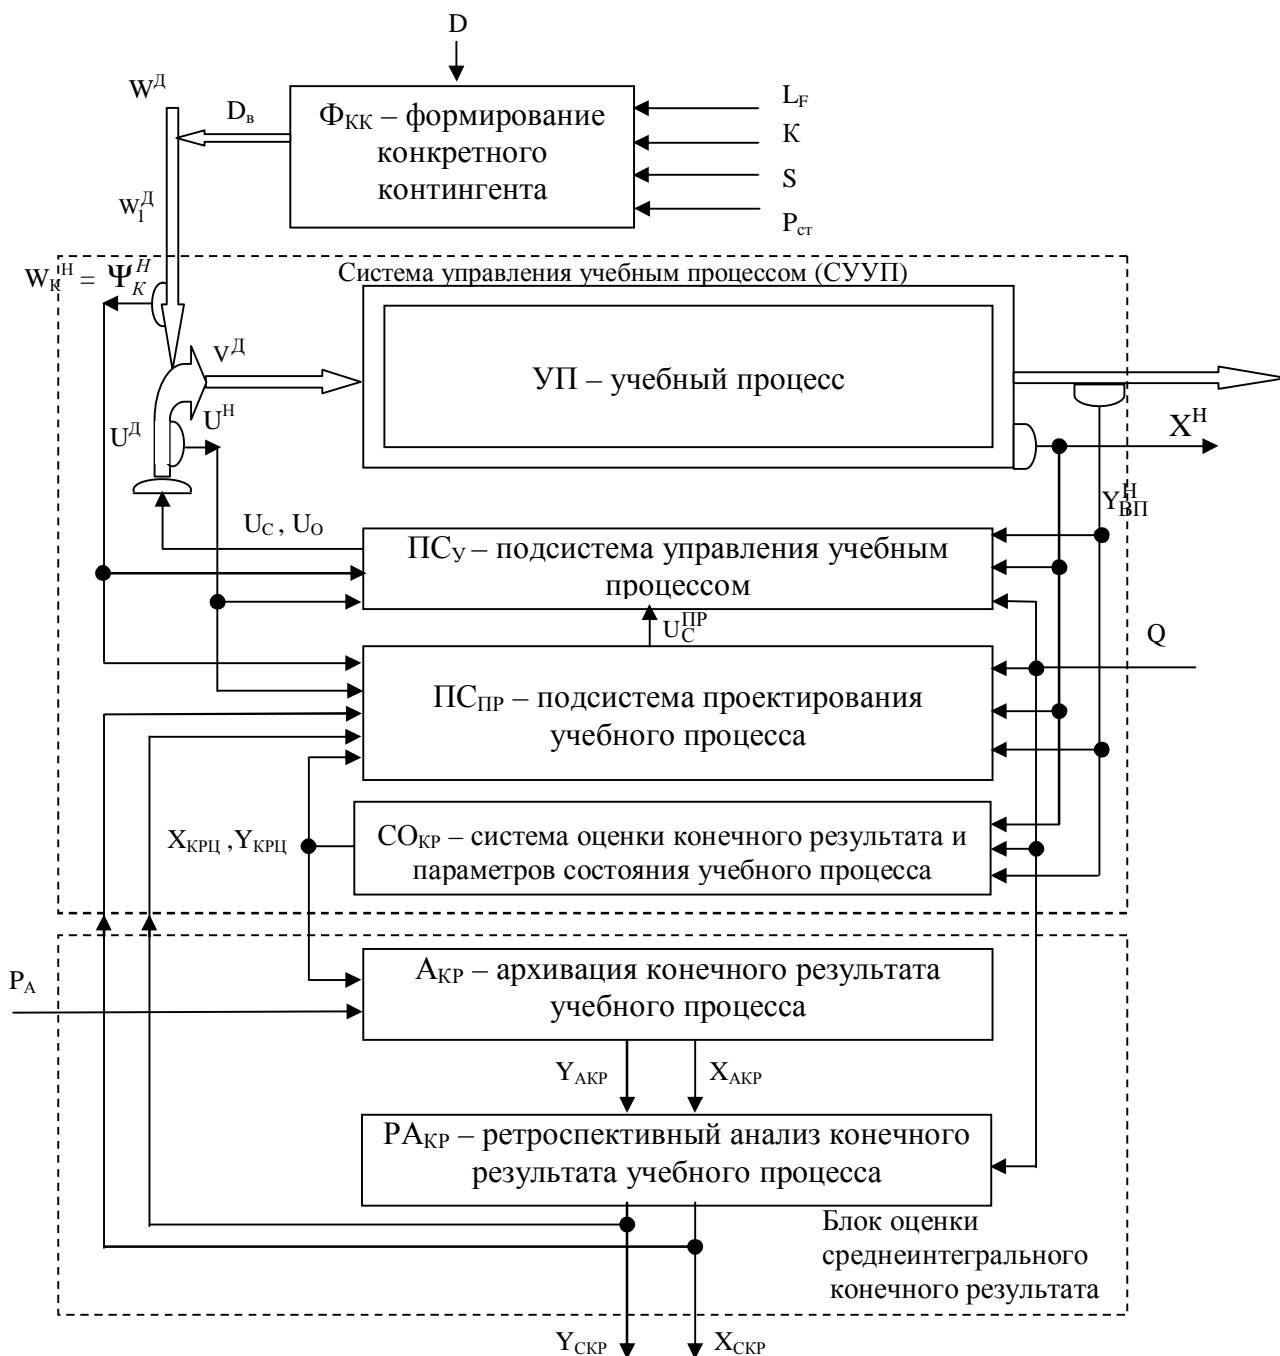 D
W^Д
D_в
Ф_КК – формирование
конкретного
контингента
L_F
К
S
P_ст
W_1^Д
W_К^Н = Ψ_К^Н
Система управления учебным процессом (СУУП)
V^Д
УП – учебный процесс
U^Д
U^Н
X^Н
Y_ВП^Н
U_C , U_O
ПС_У – подсистема управления учебным
процессом
U_C^ПР
Q
ПС_ПР – подсистема проектирования
учебного процесса
X_КРЦ , Y_КРЦ
СО_КР – система оценки конечного результата и
параметров состояния учебного процесса
P_А
А_КР – архивация конечного результата
учебного процесса
Y_АКР
X_АКР
РА_КР – ретроспективный анализ конечного
результата учебного процесса
Блок оценки
среднеинтегрального
конечного результата
Y_СКР
X_СКР